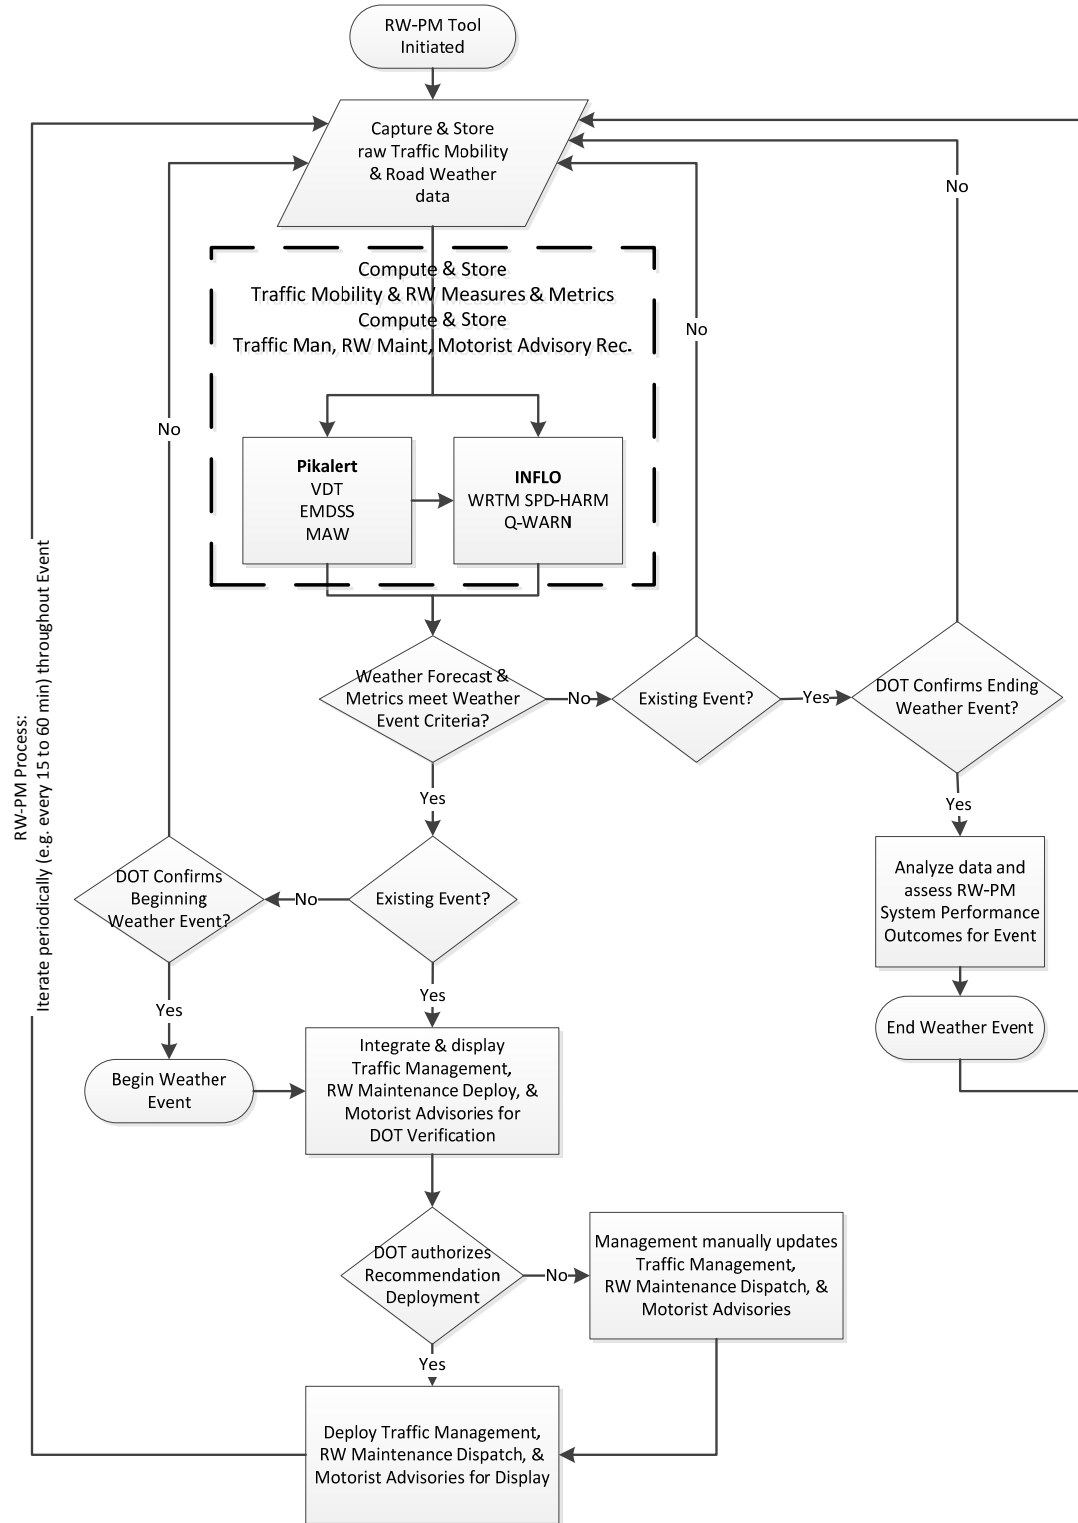 RW-PM Tool
Initiated
Capture & Store
raw Traffic Mobility
& Road Weather
data
No
Compute & Store
Traffic Mobility & RW Measures & Metrics
Compute & Store
Traffic Man, RW Maint, Motorist Advisory Rec.
No
No
Pikalert
VDT
EMDSS
MAW
INFLO
WRTM SPD-HARM
Q-WARN
RW-PM Process:
Iterate periodically (e.g. every 15 to 60 min) throughout Event
Weather Forecast &
Metrics meet Weather
Event Criteria?
No
Existing Event?
Yes
DOT Confirms Ending
Weather Event?
Yes
Yes
DOT Confirms
Beginning
Weather Event?
No
Existing Event?
Analyze data and
assess RW-PM
System Performance
Outcomes for Event
Yes
Yes
End Weather Event
Begin Weather
Event
Integrate & display
Traffic Management,
RW Maintenance Deploy, &
Motorist Advisories for
DOT Verification
DOT authorizes
Recommendation
Deployment
No
Management manually updates
Traffic Management,
RW Maintenance Dispatch, &
Motorist Advisories
Yes
Deploy Traffic Management,
RW Maintenance Dispatch, &
Motorist Advisories for Display